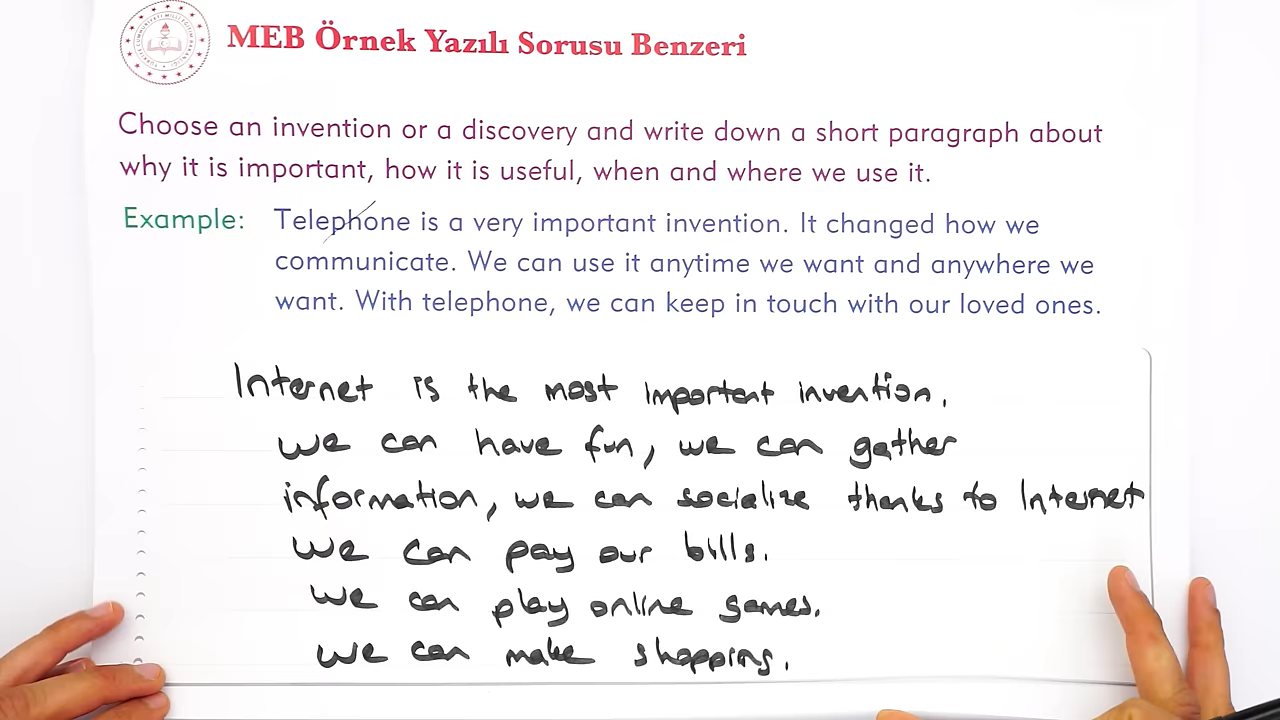 MEB Örnek Yazılı Sorusu Benzeri
Choose an invention or a discovery and write down a short paragraph about
why it is important, how it is useful, when and where we use it.
Example: Telephone is a very important invention. It changed how we
communicate. We can use it anytime we want and anywhere we
want. With telephone, we can keep in touch with our loved ones.
Internet is the most important invention.
We can have fun, we can gather
information, we can socialize thanks to Internet
We can pay our bills.
We can play online games.
We can make shopping.